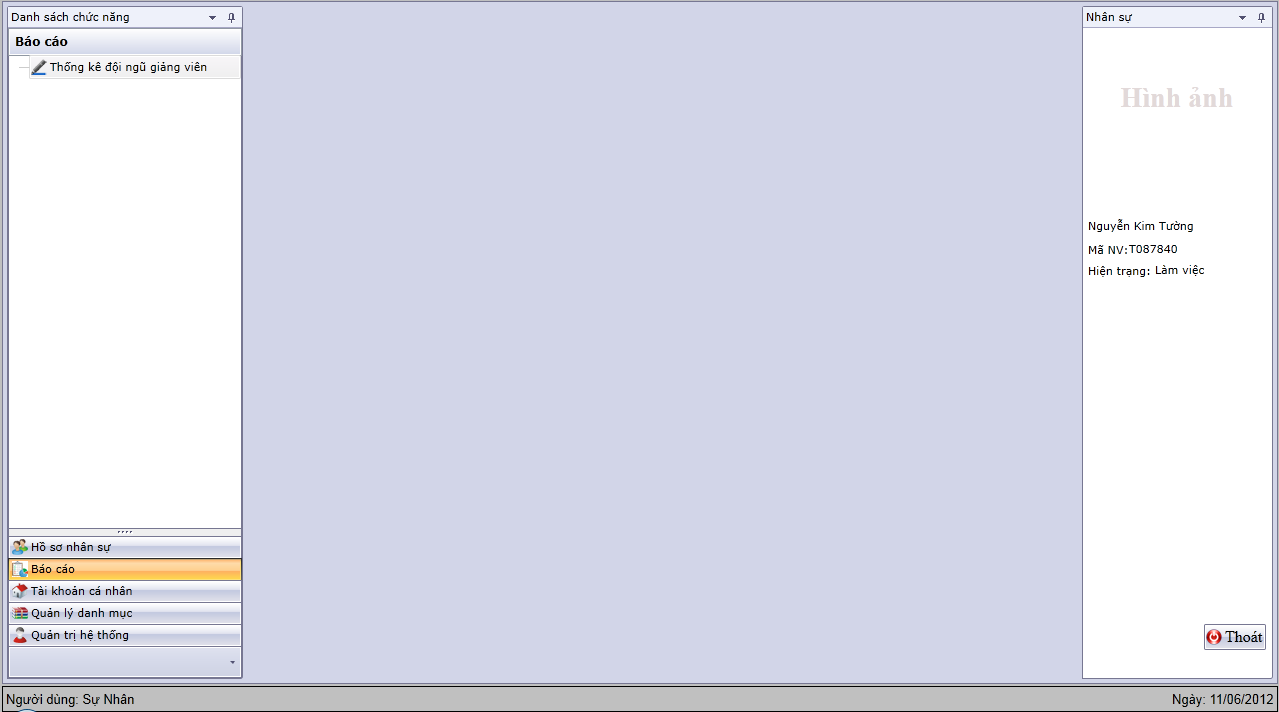 Danh sách chức năng
Báo cáo
Thống kê đội ngũ giảng viên
Hồ sơ nhân sự
Báo cáo
Tài khoản cá nhân
Quản lý danh mục
Quản trị hệ thống
Nhân sự
Hình ảnh
Nguyễn Kim Tường
Mã NV:T087840
Hiện trạng: Làm việc
Thoát
Người dùng: Sự Nhân
Ngày: 11/06/2012